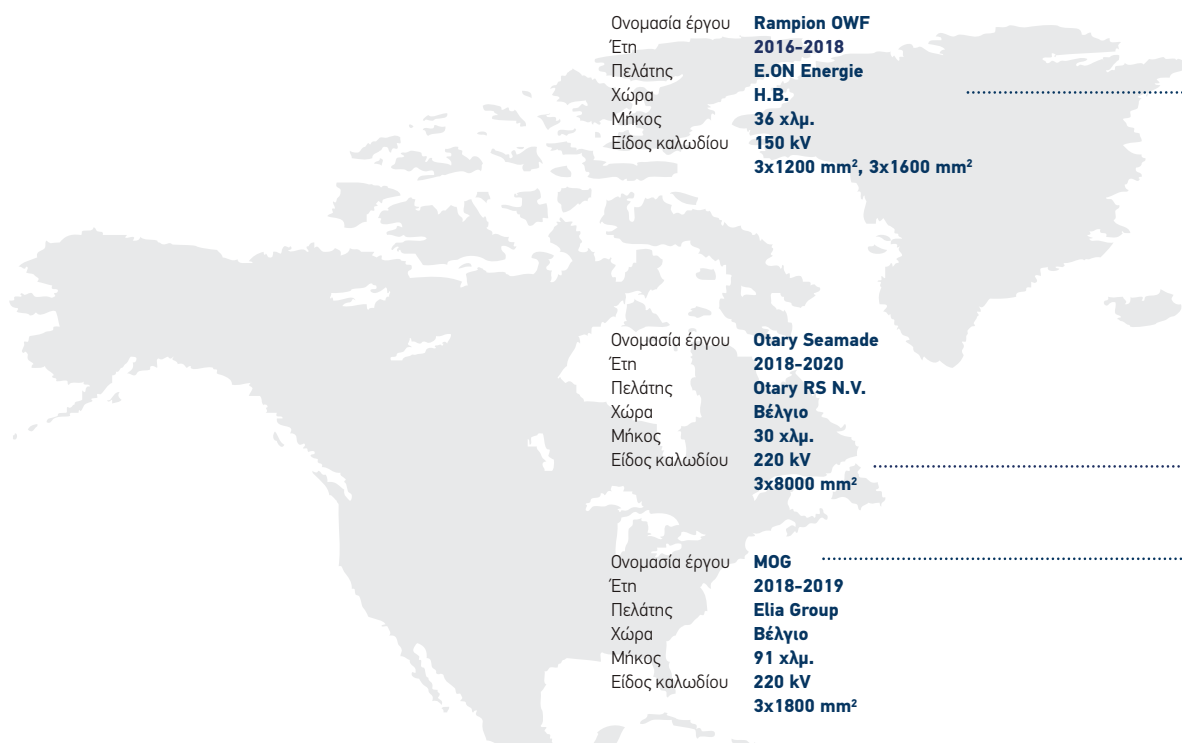 Ονομασία έργου Rampion OWF
Έτη 2016-2018
Πελάτης E.ON Energie
Χώρα Η.Β.
Μήκος 36 χλμ.
Είδος καλωδίου 150 kV
3x1200 mm², 3x1600 mm²
Ονομασία έργου Otary Seamade
Έτη 2018-2020
Πελάτης Otary RS N.V.
Χώρα Βέλγιο
Μήκος 30 χλμ.
Είδος καλωδίου 220 kV
3x8000 mm²
Ονομασία έργου MOG
Έτη 2018-2019
Πελάτης Elia Group
Χώρα Βέλγιο
Μήκος 91 χλμ.
Είδος καλωδίου 220 kV
3x1800 mm²